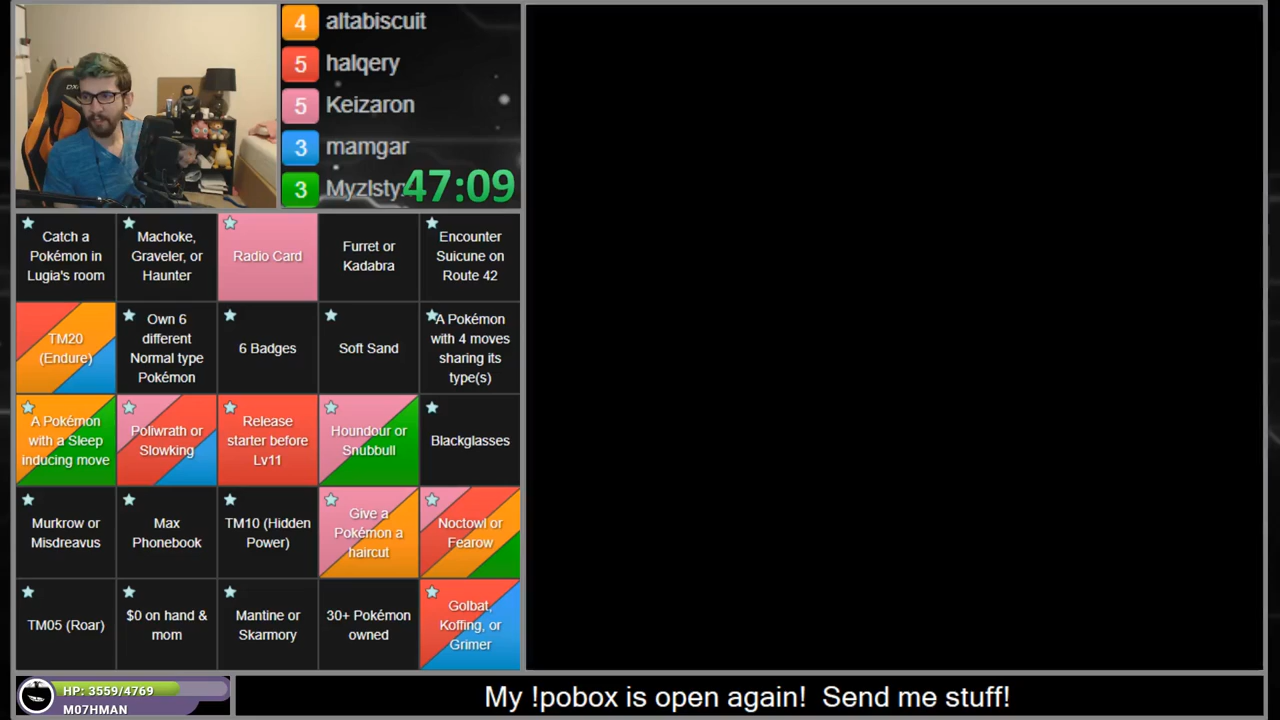 4 altabiscuit
5 halqery
5 Keizaron
3 mamgar
3
47:09
Catch a
Pokémon in
Lugia's room
Machoke,
Graveler, or
Haunter
Radio Card
Furret or
Kadabra
Encounter
Suicune on
Route 42
TM20
(Endure)
Own 6
different
Normal type
Pokémon
6 Badges
Soft Sand
A Pokémon
with 4 moves
sharing its
type(s)
A Pokémon
with a Sleep
inducing move
Poliwrath or
Slowking
Release
starter before
Lv11
Houndour or
Snubbull
Blackglasses
Murkrow or
Misdreavus
Max
Phonebook
TM10 (Hidden
Power)
Give a
Pokémon a
haircut
Noctowl or
Fearow
TM05 (Roar)
$0 on hand &
mom
Mantine or
Skarmory
30+ Pokémon
owned
Golbat,
Koffing, or
Grimer
HP: 3559/4769
M07HMAN
My !pobox is open again! Send me stuff!